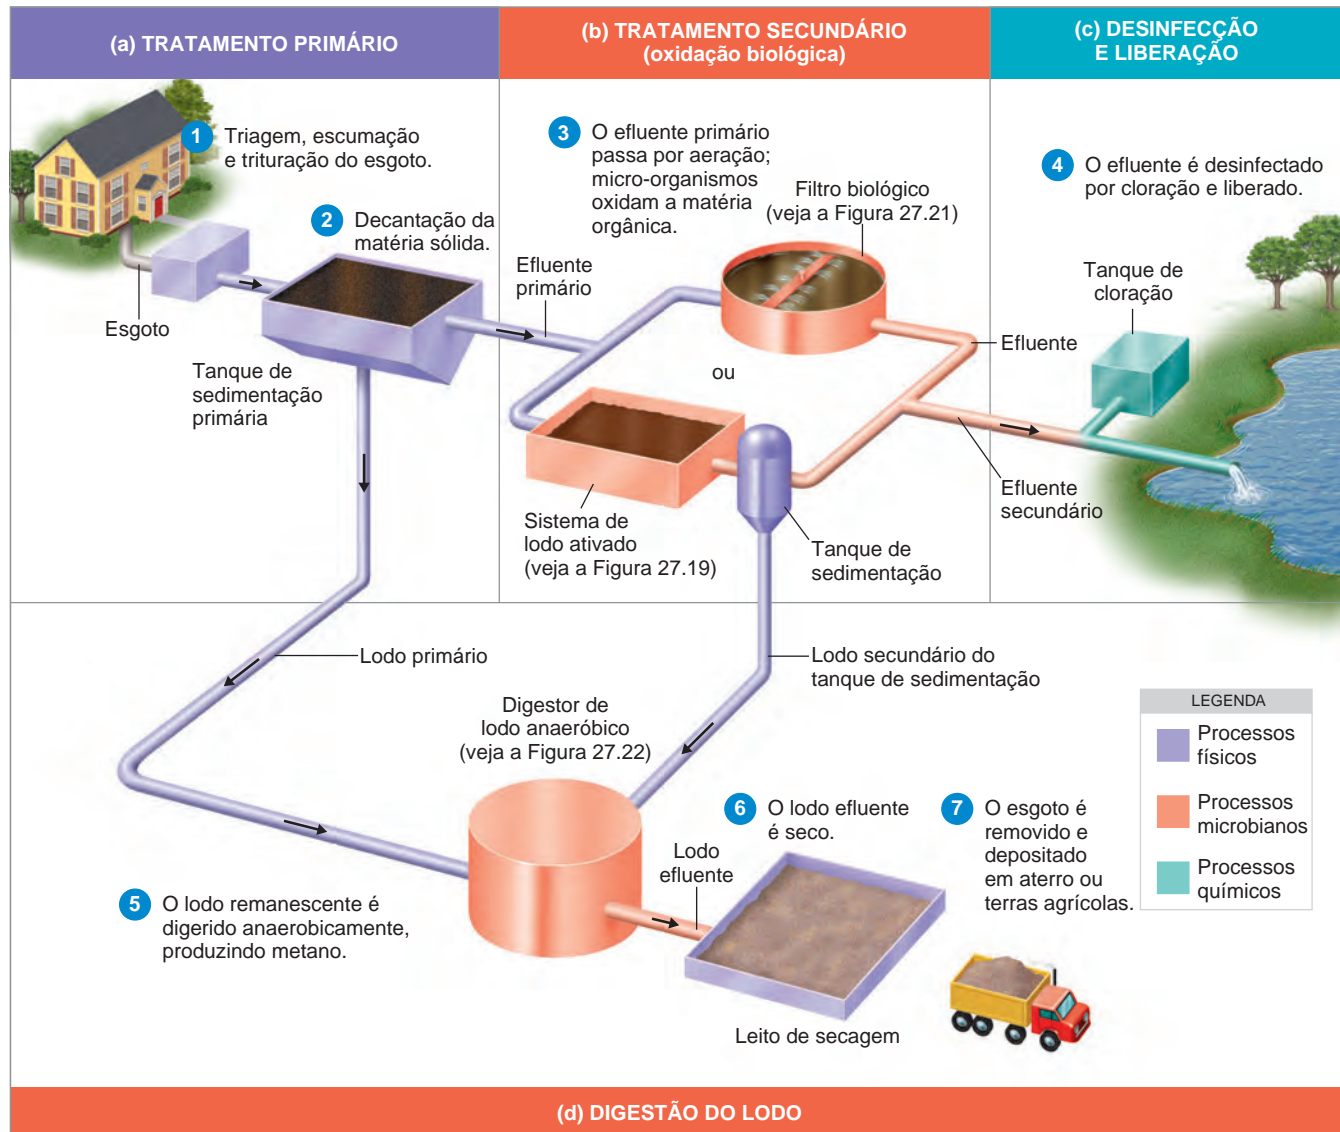 (a) TRATAMENTO PRIMÁRIO
(b) TRATAMENTO SECUNDÁRIO
(oxidação biológica)
(c) DESINFECÇÃO
E LIBERAÇÃO
1 Triagem, escumação
e trituração do esgoto.
2 Decantação da
matéria sólida.
Esgoto
Tanque de
sedimentação
primária
3 O efluente primário
passa por aeração;
micro-organismos
oxidam a matéria
orgânica.
Filtro biológico
(veja a Figura 27.21)
Efluente
primário
ou
Sistema de
lodo ativado
(veja a Figura 27.19)
Tanque de
sedimentação
4 O efluente é desinfectado
por cloração e liberado.
Tanque de
cloração
Efluente
Efluente
secundário
Lodo primário
Lodo secundário do
tanque de sedimentação
Digestor de
lodo anaeróbico
(veja a Figura 27.22)
5 O lodo remanescente é
digerido anaerobicamente,
produzindo metano.
Lodo
efluente
6 O lodo efluente
é seco.
Leito de secagem
7 O esgoto é
removido e
depositado
em aterro ou
terras agrícolas.
LEGENDA
Processos
físicos
Processos
microbianos
Processos
químicos
(d) DIGESTÃO DO LODO